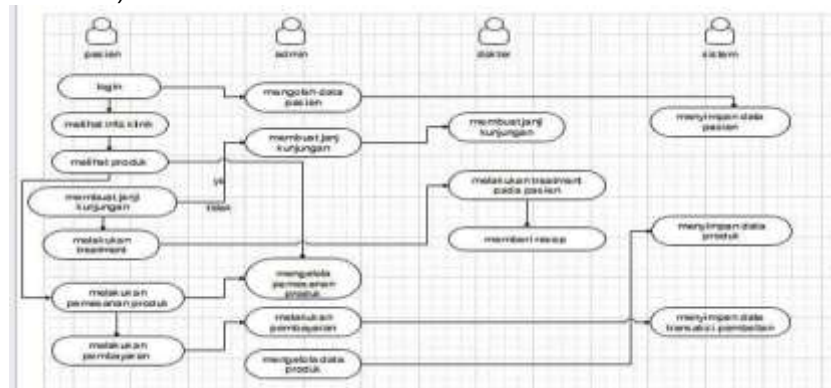 pasien
admin
dokter
sistem
login
mengolah data
pasien
menyimpan data
pasien
melihat info klinik
membuat janji
kunjungan
membuat janji
kunjungan
melihat produk
ya
tidak
membuat janji
kunjungan
melakukan treatment
pada pasien
melakukan
treatment
memberi resep
menyimpan data
produk
mengelola
pemesanan
produk
melakukan
pemesanan produk
melakukan
pembayaran
menyimpan data
transaksi pembelian
melakukan
pembayaran
mengelola data
produk